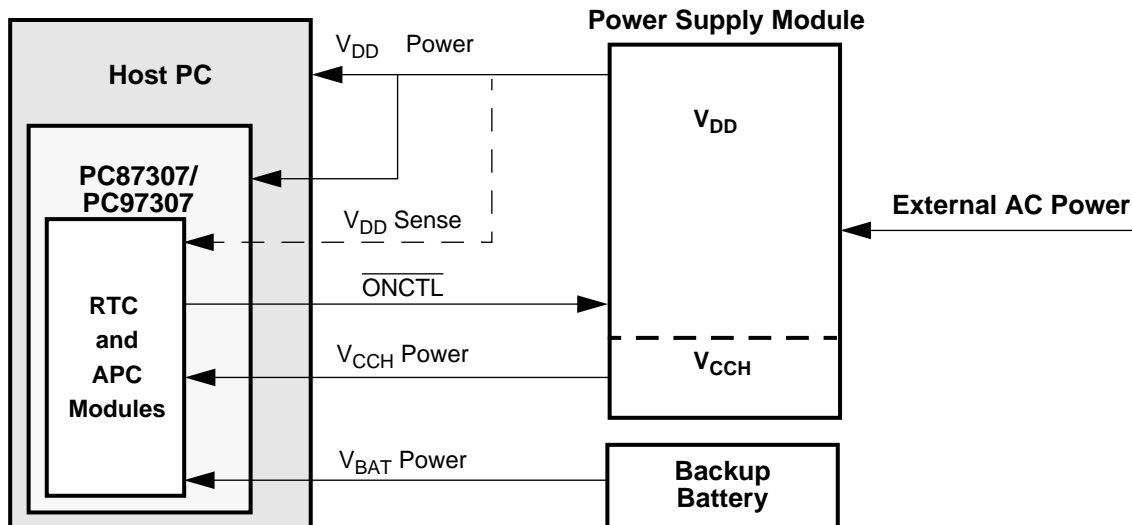 Power Supply Module
V_DD Power
Host PC
V_DD
PC87307/
PC97307
External AC Power
V_DD Sense
ONCTL
RTC
and
APC
Modules
V_CCH Power
V_CCH
V_BAT Power
Backup
Battery